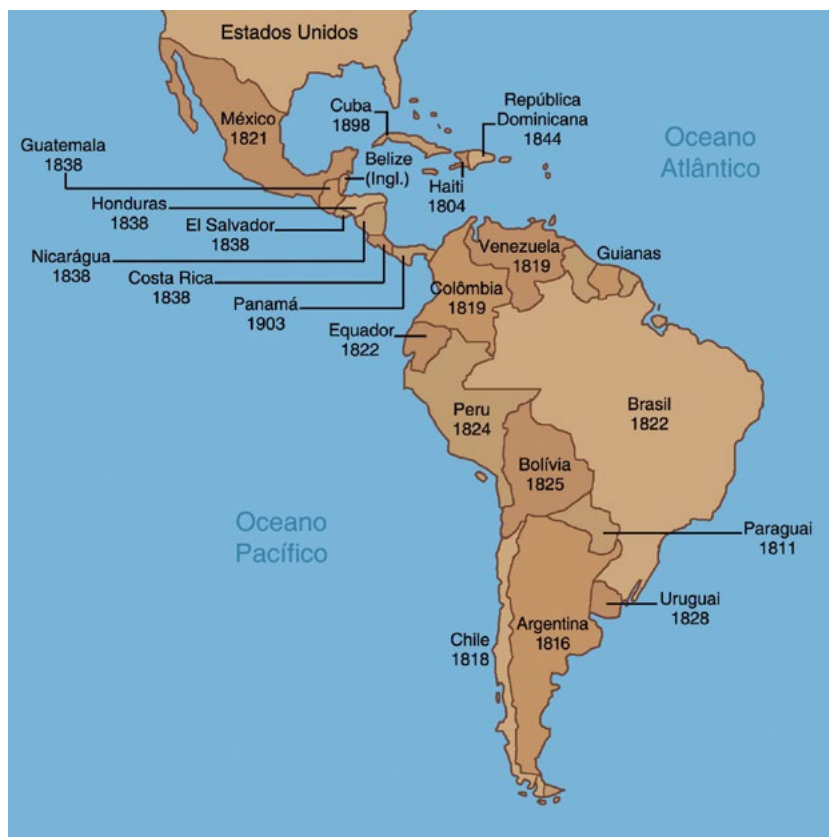 Estados Unidos
México
1821
Cuba
1898
República
Dominicana
1844
Oceano
Atlântico
Guatemala
1838
Belize
(Ingl.)
Haiti
1804
Honduras
1838
El Salvador
1838
Nicarágua
1838
Costa Rica
1838
Panamá
1903
Venezuela
1819
Guianas
Colômbia
1819
Equador
1822
Peru
1824
Brasil
1822
Bolívia
1825
Oceano
Pacífico
Paraguai
1811
Uruguai
1828
Argentina
1816
Chile
1818